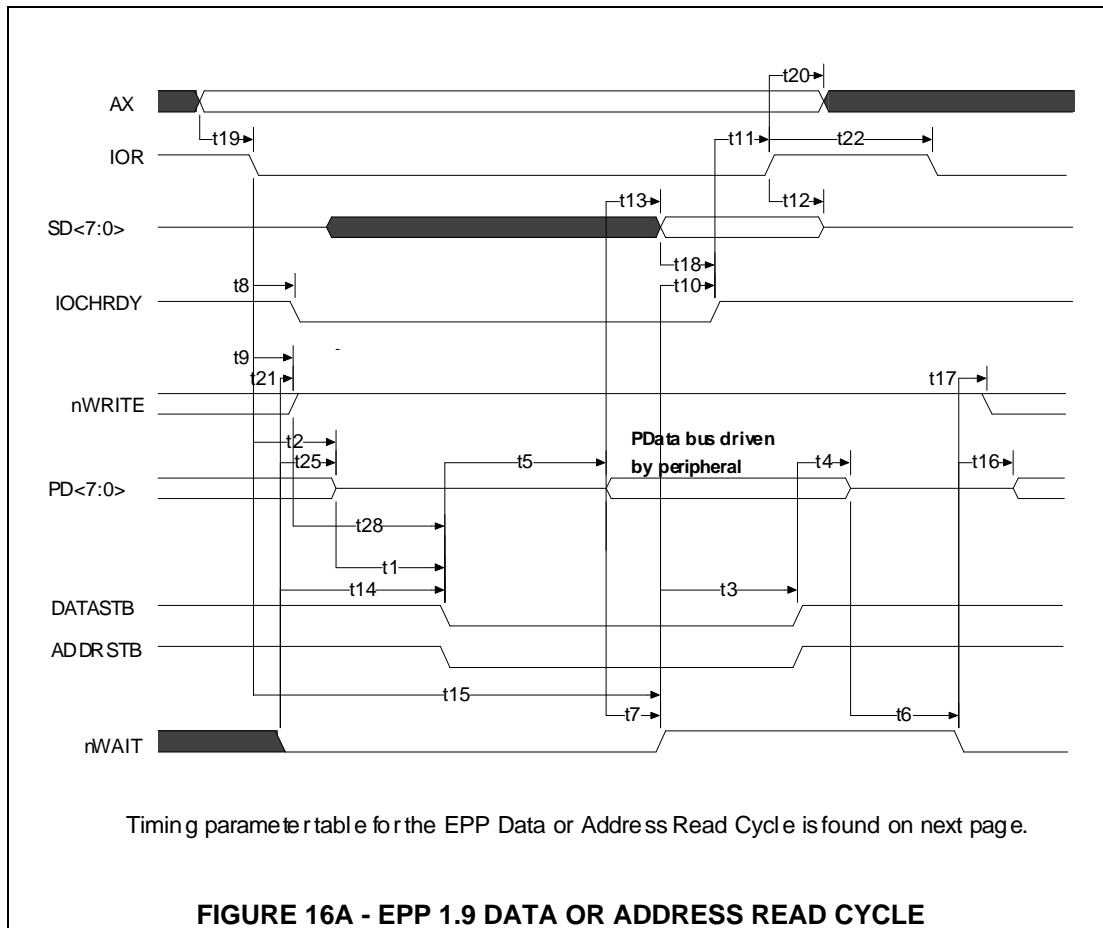 t20
AX
t19
t11
t22
IOR
t13
t12
SD<7:0>
t18
t8
t10
IOCHRDY
t9
t21
t17
nWRITE
t2
PData bus driven
t25
t5
by peripheral
t4
t16
PD<7:0>
t28
t1
t14
t3
DATASTB
ADDRSTB
t15
t7
t6
nWAIT
Timing parameter table for the EPP Data or Address Read Cycle is found on next page.
FIGURE 16A - EPP 1.9 DATA OR ADDRESS READ CYCLE